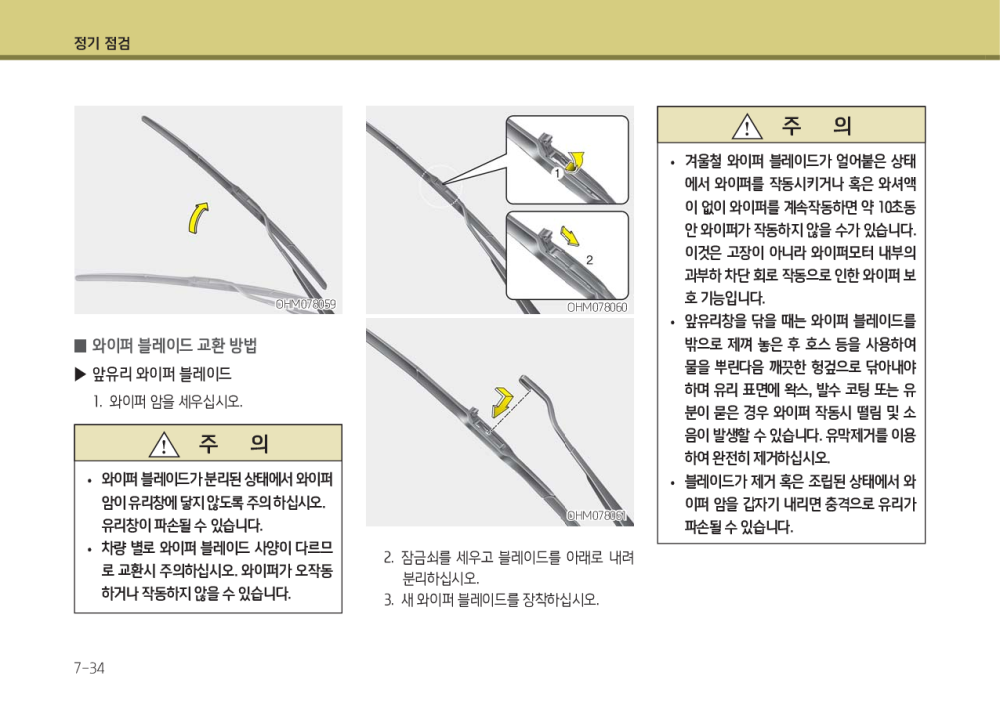 정기 점검
OHM078059
■ 와이퍼 블레이드 교환 방법
▶ 앞유리 와이퍼 블레이드
1. 와이퍼 암을 세우십시오.
주 의
• 와이퍼 블레이드가 분리된 상태에서 와이퍼
암이 유리창에 닿지 않도록 주의 하십시오.
유리창이 파손될 수 있습니다.
• 차량 별로 와이퍼 블레이드 사양이 다르므
로 교환시 주의하십시오. 와이퍼가 오작동
하거나 작동하지 않을 수 있습니다.
1
2
OHM078060
OHM078061
2. 잠금쇠를 세우고 블레이드를 아래로 내려
분리하십시오.
3. 새 와이퍼 블레이드를 장착하십시오.
주 의
• 겨울철 와이퍼 블레이드가 얼어붙은 상태
에서 와이퍼를 작동시키거나 혹은 와셔액
이 없이 와이퍼를 계속작동하면 약 10초동
안 와이퍼가 작동하지 않을 수가 있습니다.
이것은 고장이 아니라 와이퍼모터 내부의
과부하 차단 회로 작동으로 인한 와이퍼 보
호 기능입니다.
• 앞유리창을 닦을 때는 와이퍼 블레이드를
밖으로 제껴 놓은 후 호스 등을 사용하여
물을 뿌린다음 깨끗한 헝겊으로 닦아내야
하며 유리 표면에 왁스, 발수 코팅 또는 유
분이 묻은 경우 와이퍼 작동시 떨림 및 소
음이 발생할 수 있습니다. 유막제거를 이용
하여 완전히 제거하십시오.
• 블레이드가 제거 혹은 조립된 상태에서 와
이퍼 암을 갑자기 내리면 충격으로 유리가
파손될 수 있습니다.
7-34